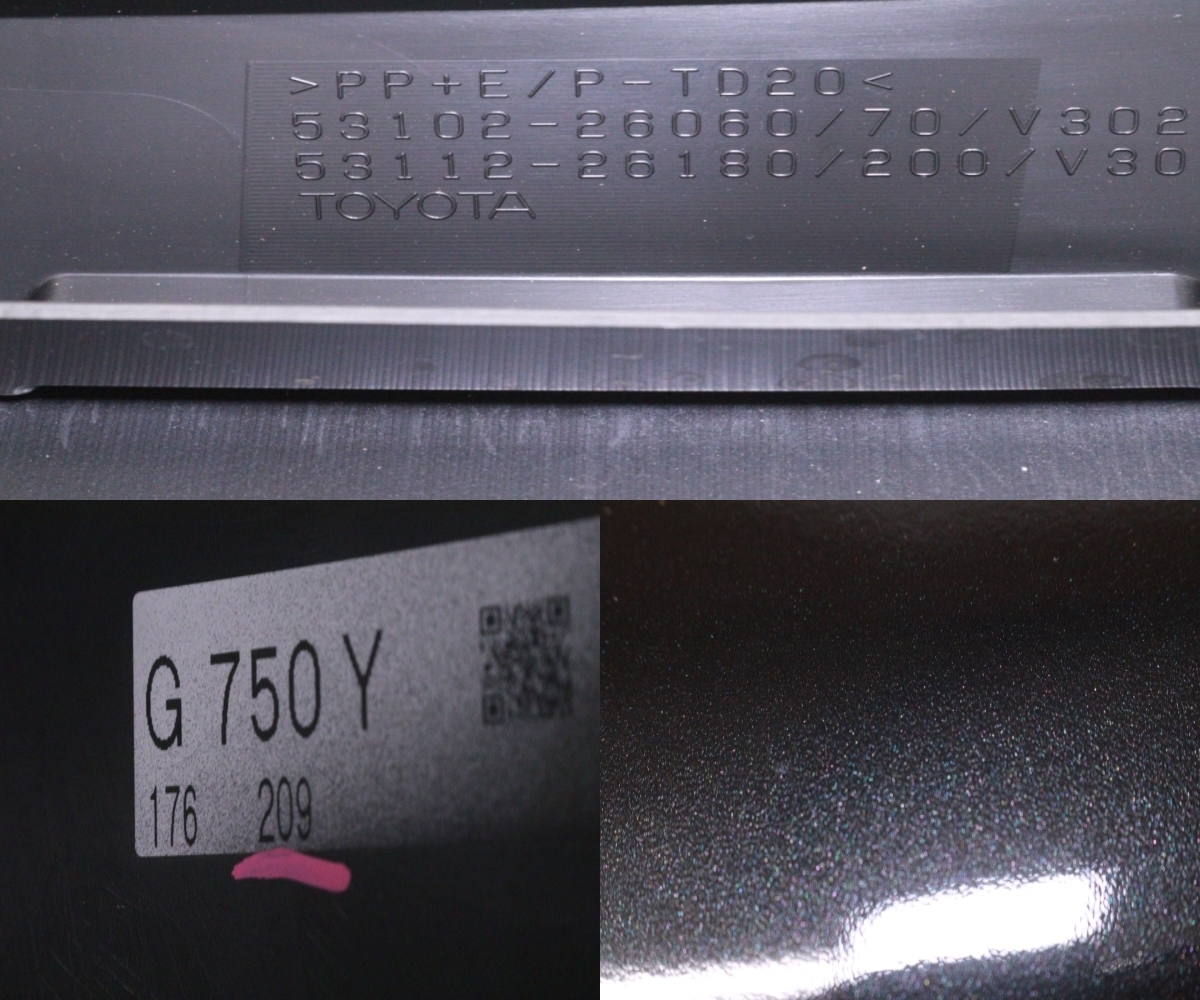 >PP+E/P-TD20<
53102-26060/70/V302
53112-26180/200/V30
TOYOTA
G 750 Y
176 209